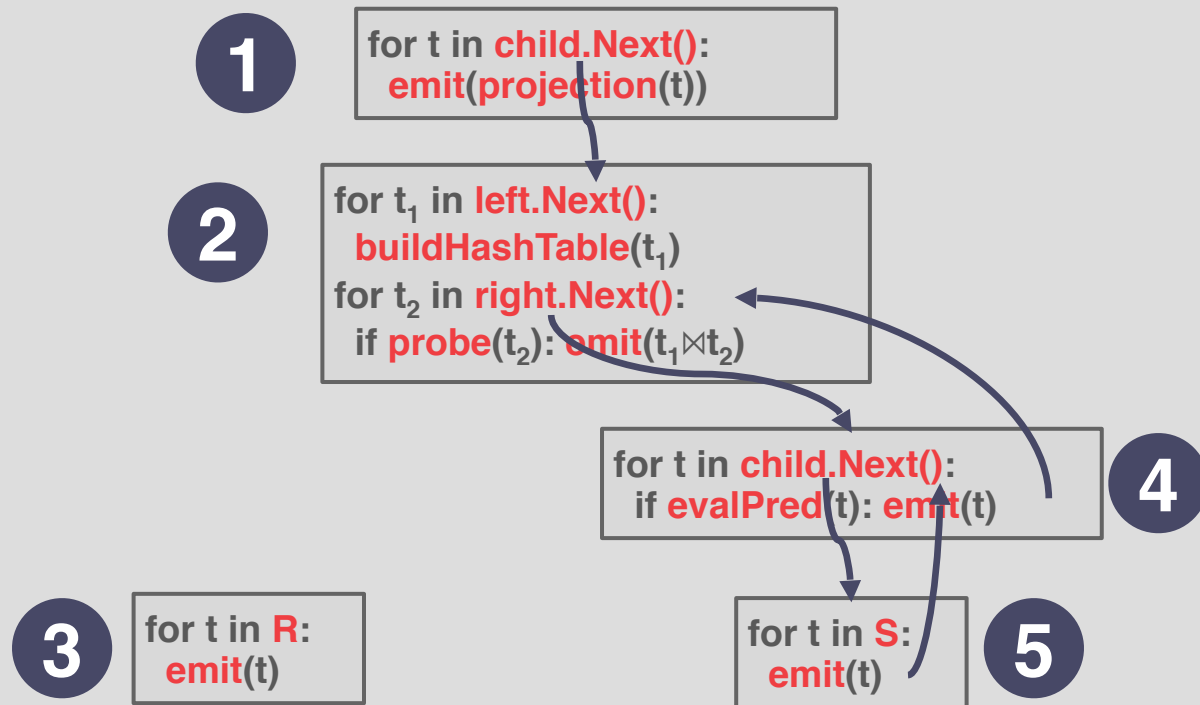 1
for t in child.Next():
emit(projection(t))
2
for t₁ in left.Next():
buildHashTable(t₁)
for t₂ in right.Next():
if probe(t₂): emit(t₁⨝t₂)
for t in child.Next():
if evalPred(t): emit(t)
4
3
for t in R:
emit(t)
for t in S:
emit(t)
5